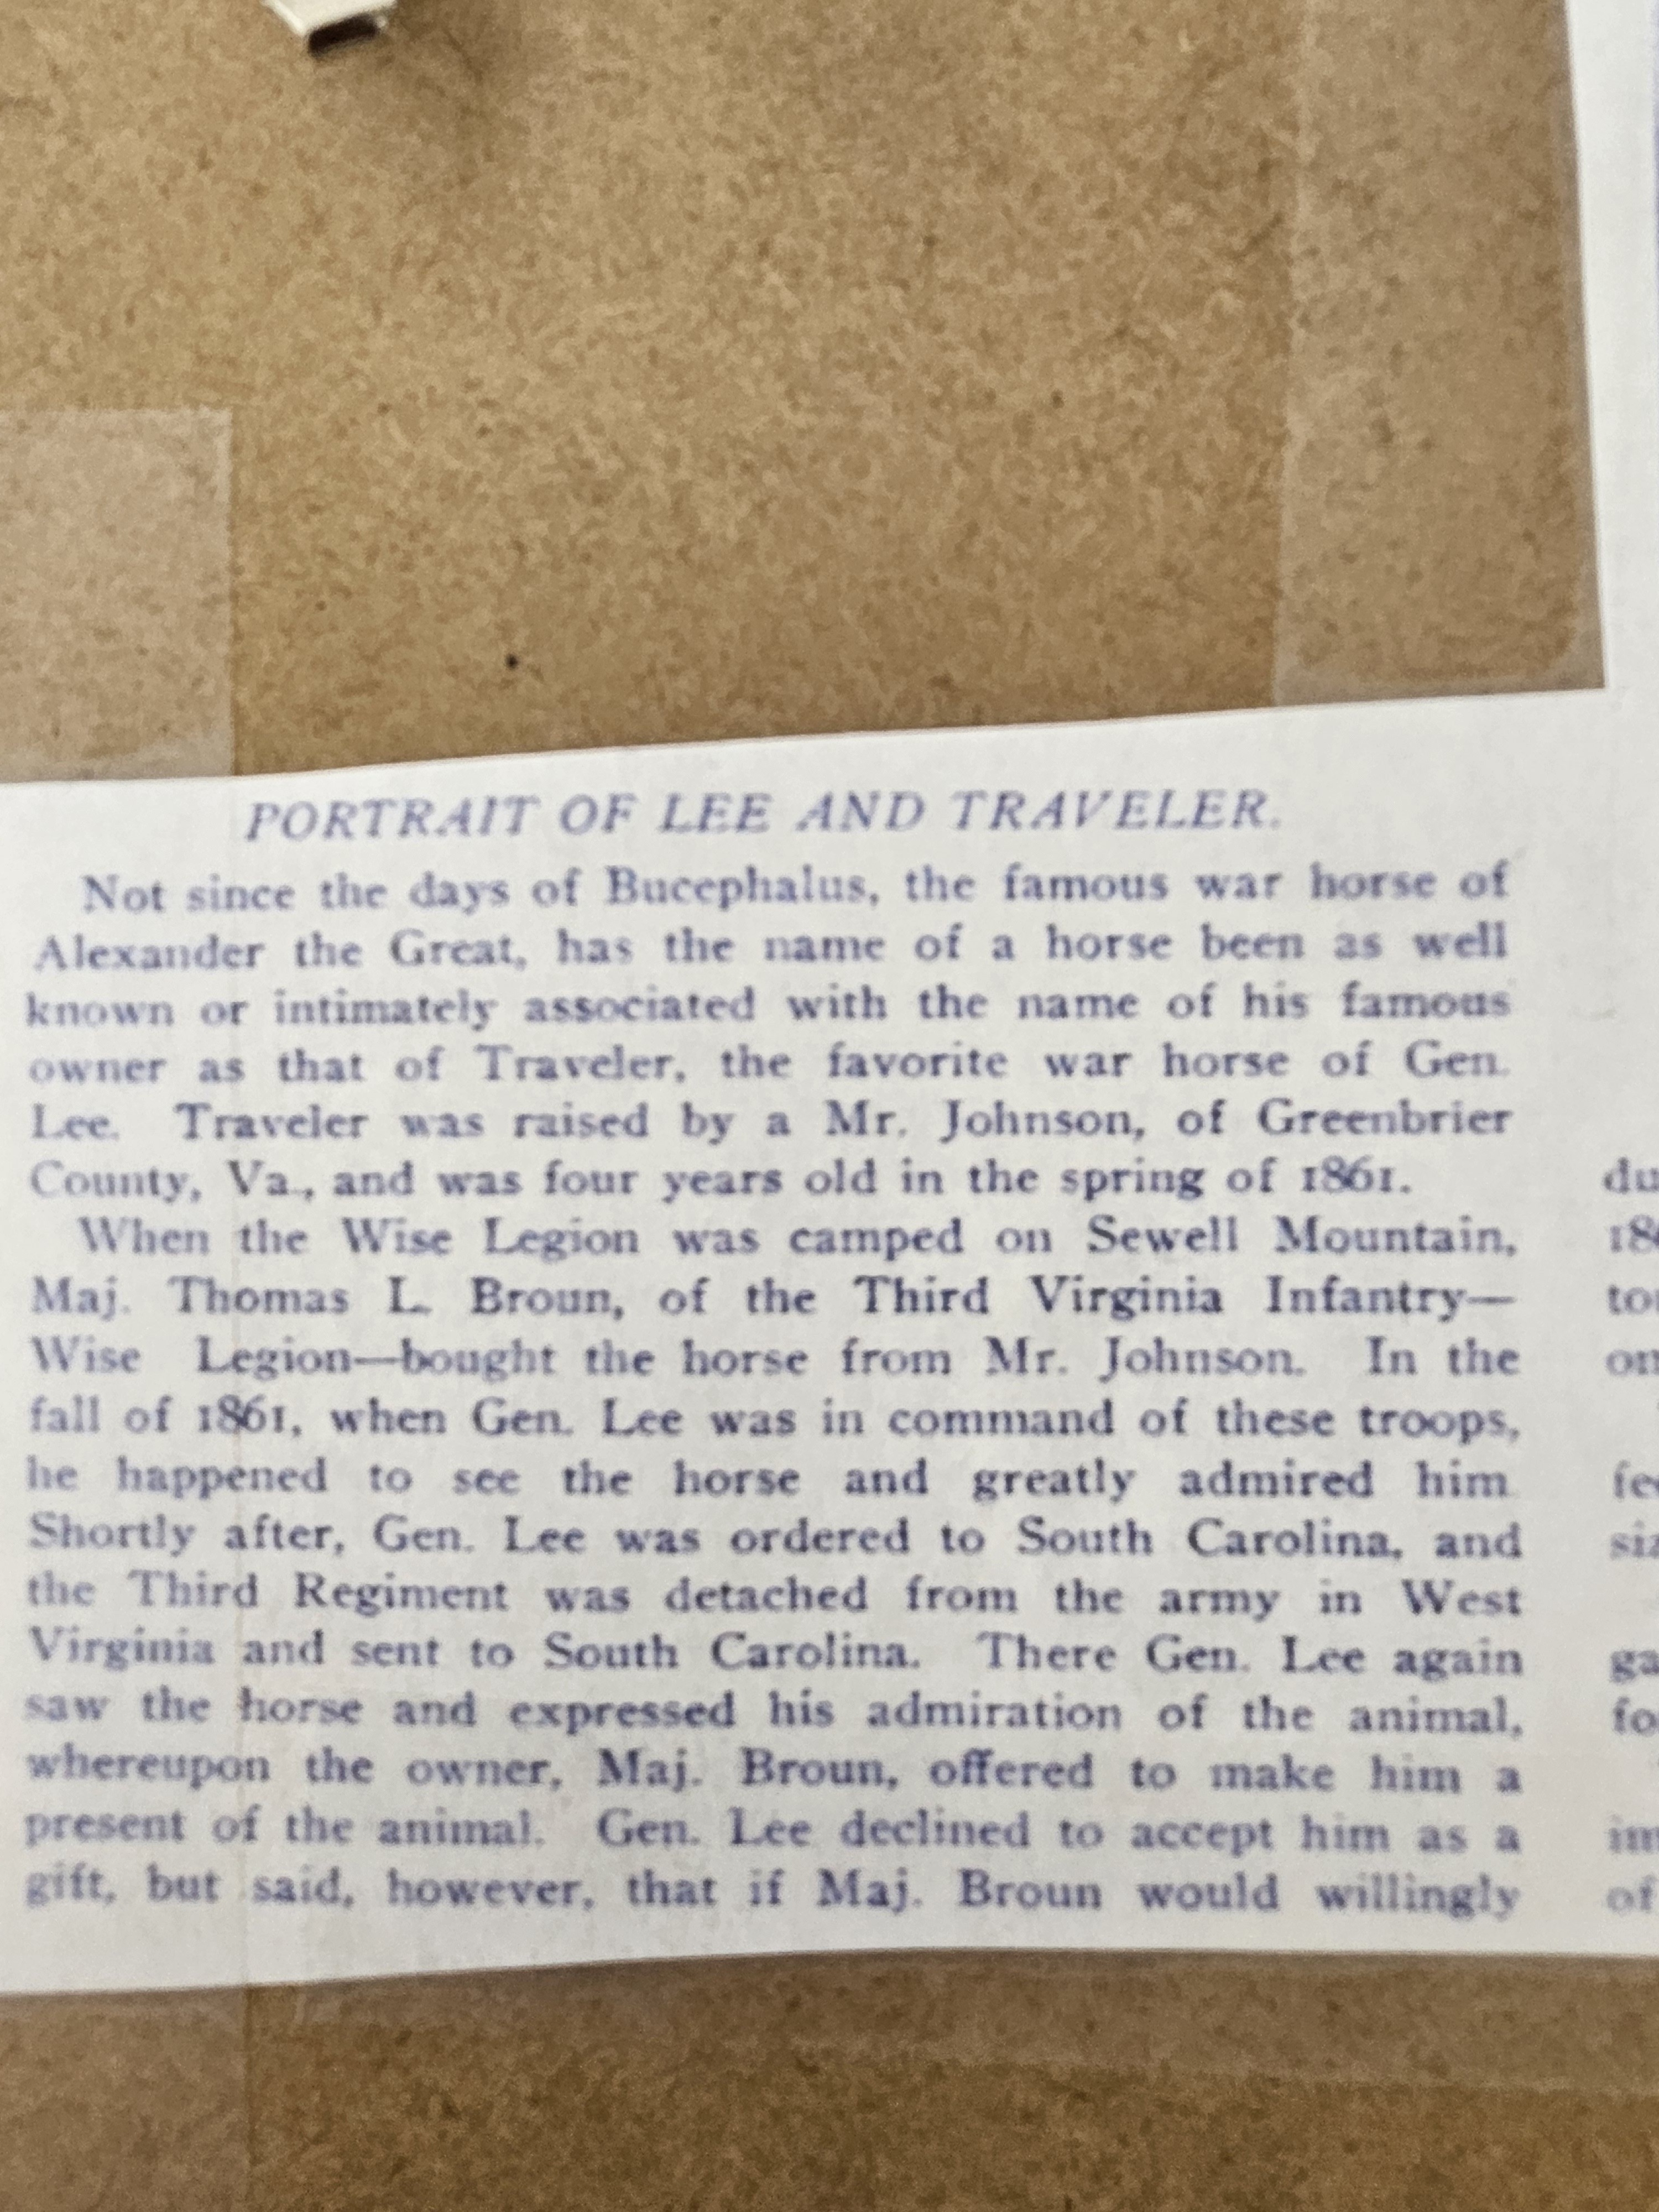 PORTRAIT OF LEE AND TRAVELER.
Not since the days of Bucephalus, the famous war horse of
Alexander the Great, has the name of a horse been as well
known or intimately associated with the name of his famous
owner as that of Traveler, the favorite war horse of Gen.
Lee. Traveler was raised by a Mr. Johnson, of Greenbrier
County, Va., and was four years old in the spring of 1861.
When the Wise Legion was camped on Sewell Mountain,
Maj. Thomas L. Broun, of the Third Virginia Infantry—
Wise Legion—bought the horse from Mr. Johnson. In the
fall of 1861, when Gen. Lee was in command of these troops,
he happened to see the horse and greatly admired him
Shortly after, Gen. Lee was ordered to South Carolina, and
the Third Regiment was detached from the army in West
Virginia and sent to South Carolina. There Gen. Lee again
saw the horse and expressed his admiration of the animal,
whereupon the owner, Maj. Broun, offered to make him a
present of the animal. Gen. Lee declined to accept him as a
gift, but said, however, that if Maj. Broun would willingly